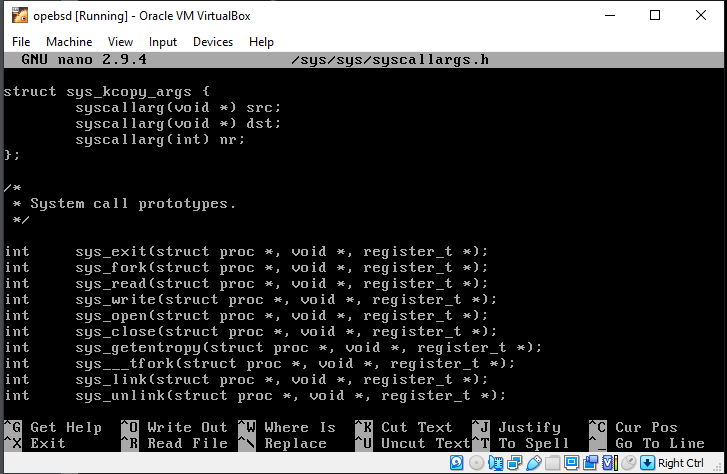 opebsd [Running] - Oracle VM VirtualBox
File Machine View Input Devices Help
GNU nano 2.9.4 /sys/sys/syscallargs.h
struct sys_kcopy_args {
syscallarg(void *) src;
syscallarg(void *) dst;
syscallarg(int) nr;
};
/*
* System call prototypes.
*/
int sys_exit(struct proc *, void *, register_t *);
int sys_fork(struct proc *, void *, register_t *);
int sys_read(struct proc *, void *, register_t *);
int sys_write(struct proc *, void *, register_t *);
int sys_open(struct proc *, void *, register_t *);
int sys_close(struct proc *, void *, register_t *);
int sys_getentropy(struct proc *, void *, register_t *);
int sys___tfork(struct proc *, void *, register_t *);
int sys_link(struct proc *, void *, register_t *);
int sys_unlink(struct proc *, void *, register_t *);
^G Get Help ^O Write Out ^W Where Is ^K Cut Text ^J Justify ^C Cur Pos
^X Exit ^R Read File ^\ Replace ^U Uncut Text ^T To Spell ^_ Go To Line
Right Ctrl